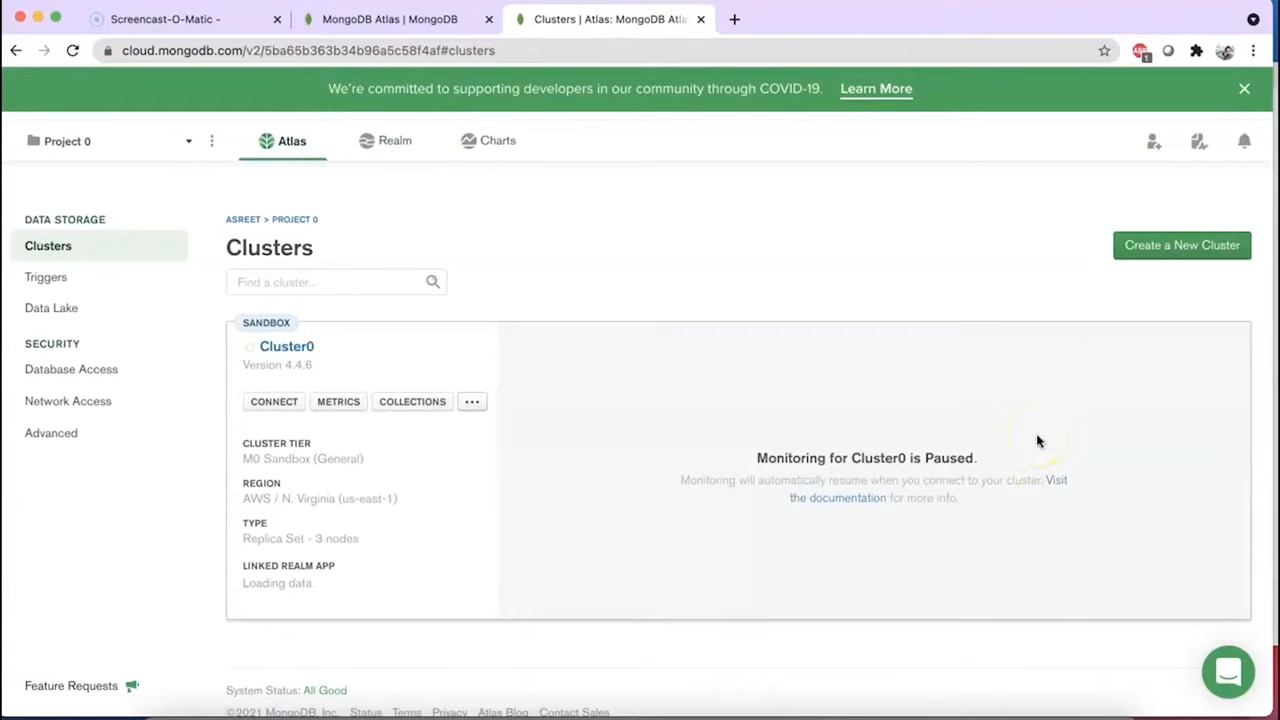 Screencast-O-Matic -
MongoDB Atlas | MongoDB
Clusters | Atlas: MongoDB Atla
cloud.mongodb.com/v2/5ba65b363b34b96a5c58f4af#clusters
ABP
1
We're committed to supporting developers in our community through COVID-19. Learn More
Project 0
Atlas
Realm
Charts
DATA STORAGE
Clusters
Triggers
Data Lake
SECURITY
Database Access
Network Access
Advanced
Feature Requests
ASREET > PROJECT 0
Clusters
Create a New Cluster
Find a cluster...
SANDBOX
Cluster0
Version 4.4.6
CONNECT
METRICS
COLLECTIONS
...
CLUSTER TIER
M0 Sandbox (General)
REGION
AWS / N. Virginia (us-east-1)
TYPE
Replica Set - 3 nodes
LINKED REALM APP
Loading data.
Monitoring for Cluster0 is Paused.
Monitoring will automatically resume when you connect to your cluster. Visit
the documentation for more info.
System Status: All Good
©2021 MongoDB, Inc. Status Terms Privacy Atlas Blog Contact Sales